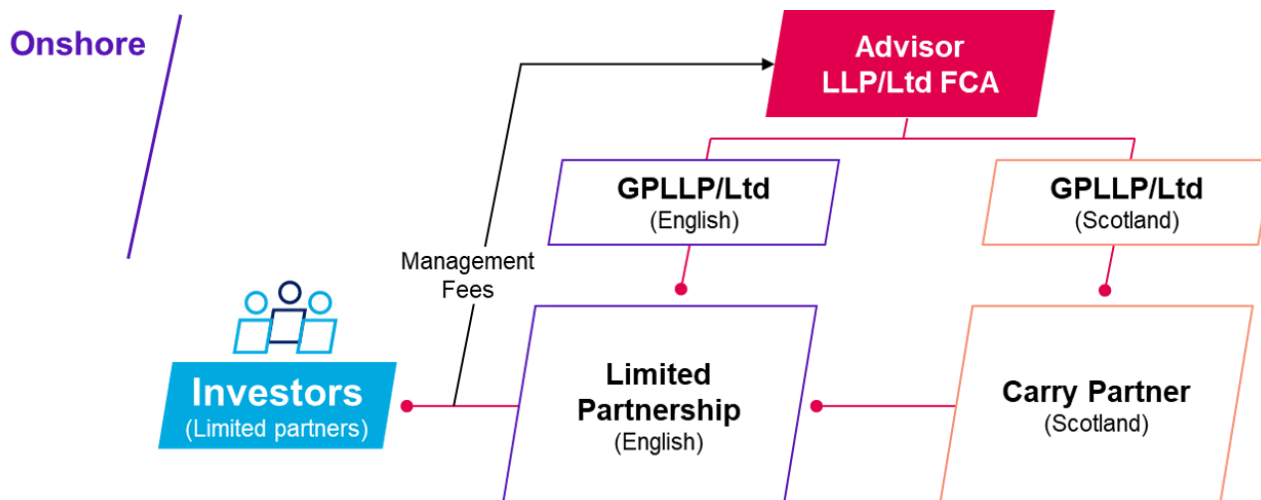 Onshore
Advisor
LLP/Ltd FCA
GPLLP/Ltd
(English)
GPLLP/Ltd
(Scotland)
Management
Fees
Investors
(Limited partners)
Limited
Partnership
(English)
Carry Partner
(Scotland)